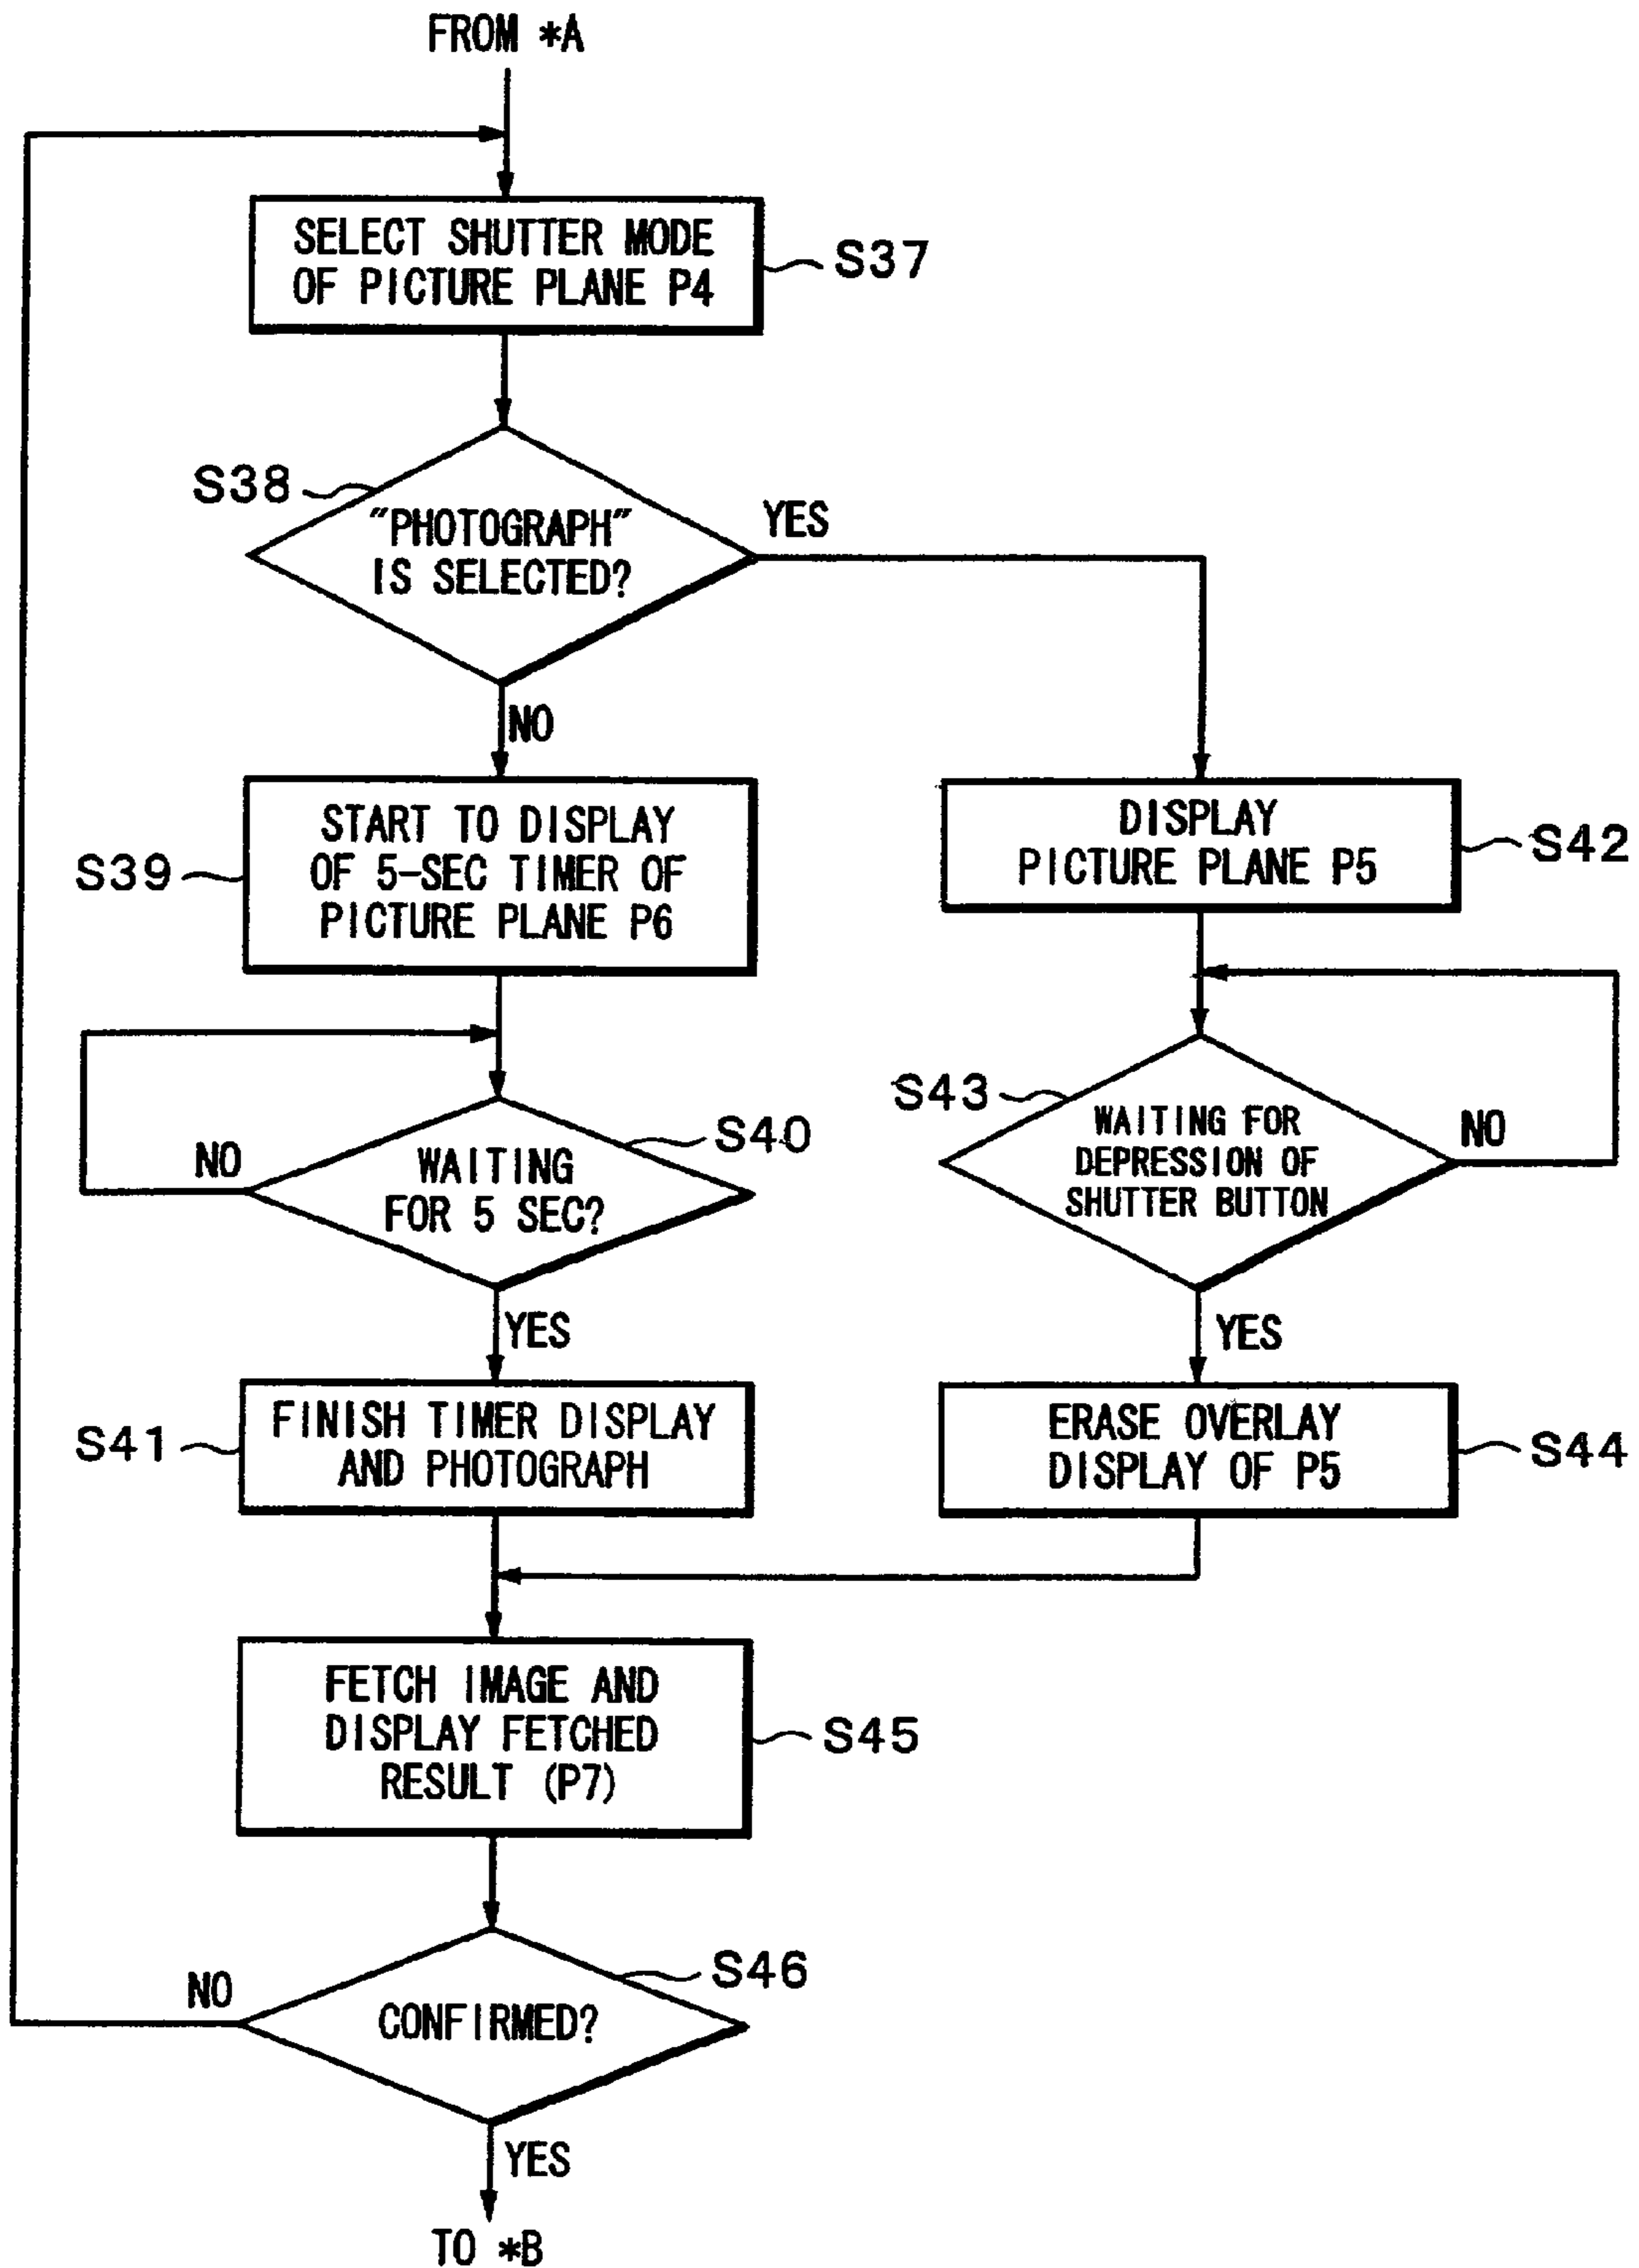 FROM *A
SELECT SHUTTER MODE
OF PICTURE PLANE P4
S37
S38
"PHOTOGRAPH"
IS SELECTED?
YES
NO
START TO DISPLAY
OF 5-SEC TIMER OF
PICTURE PLANE P6
S39
DISPLAY
PICTURE PLANE P5
S42
WAITING
FOR 5 SEC?
S40
NO
YES
S43
WAITING FOR
DEPRESSION OF
SHUTTER BUTTON
NO
YES
FINISH TIMER DISPLAY
AND PHOTOGRAPH
S41
ERASE OVERLAY
DISPLAY OF P5
S44
FETCH IMAGE AND
DISPLAY FETCHED
RESULT (P7)
S45
S46
NO
CONFIRMED?
YES
TO *B